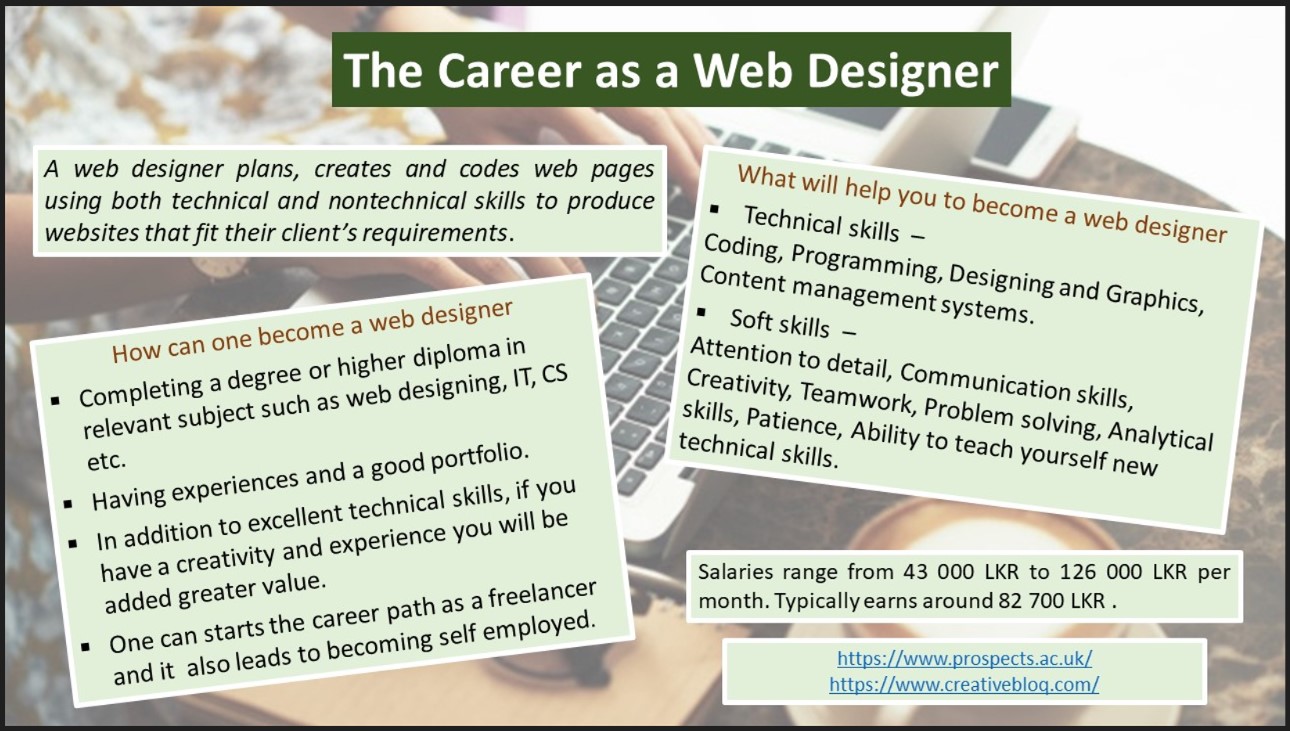 The Career as a Web Designer
A web designer plans, creates and codes web pages
using both technical and nontechnical skills to produce
websites that fit their client's requirements.
How can one become a web designer
▪ Completing a degree or higher diploma in
relevant subject such as web designing, IT, CS
etc.
▪ Having experiences and a good portfolio.
▪ In addition to excellent technical skills, if you
have a creativity and experience you will be
added greater value.
▪ One can starts the career path as a freelancer
and it also leads to becoming self employed.
What will help you to become a web designer
▪ Technical skills –
Coding, Programming, Designing and Graphics,
Content management systems.
▪ Soft skills –
Attention to detail, Communication skills,
Creativity, Teamwork, Problem solving, Analytical
skills, Patience, Ability to teach yourself new
technical skills.
Salaries range from 43 000 LKR to 126 000 LKR per
month. Typically earns around 82 700 LKR .
https://www.prospects.ac.uk/
https://www.creativebloq.com/